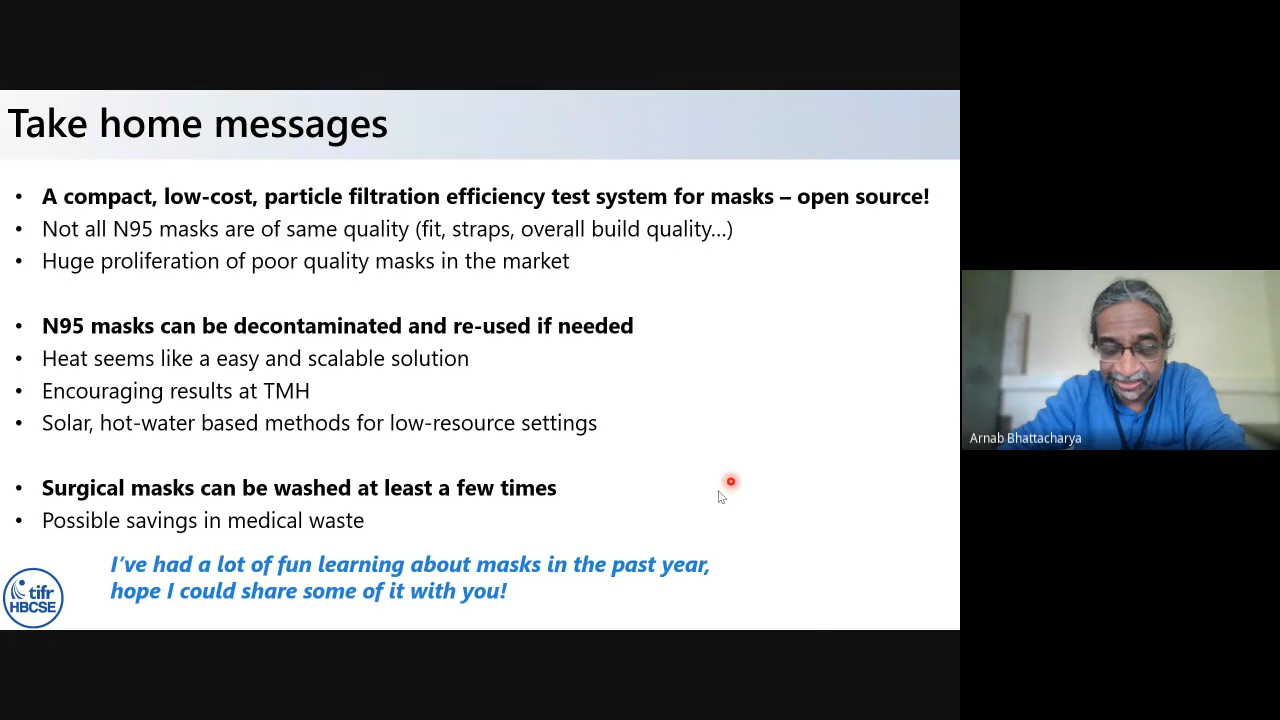 Take home messages
• A compact, low-cost, particle filtration efficiency test system for masks – open source!
• Not all N95 masks are of same quality (fit, straps, overall build quality…)
• Huge proliferation of poor quality masks in the market
• N95 masks can be decontaminated and re-used if needed
• Heat seems like a easy and scalable solution
• Encouraging results at TMH
• Solar, hot-water based methods for low-resource settings
• Surgical masks can be washed at least a few times
• Possible savings in medical waste
I've had a lot of fun learning about masks in the past year,
hope I could share some of it with you!
tifr
HBCSE
Arnab Bhattacharya